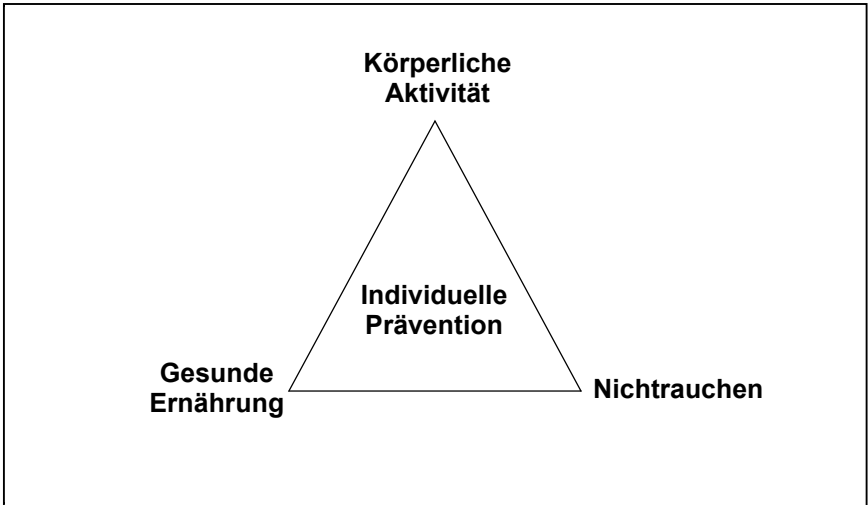 Körperliche
Aktivität
Individuelle
Prävention
Gesunde
Ernährung
Nichtrauchen